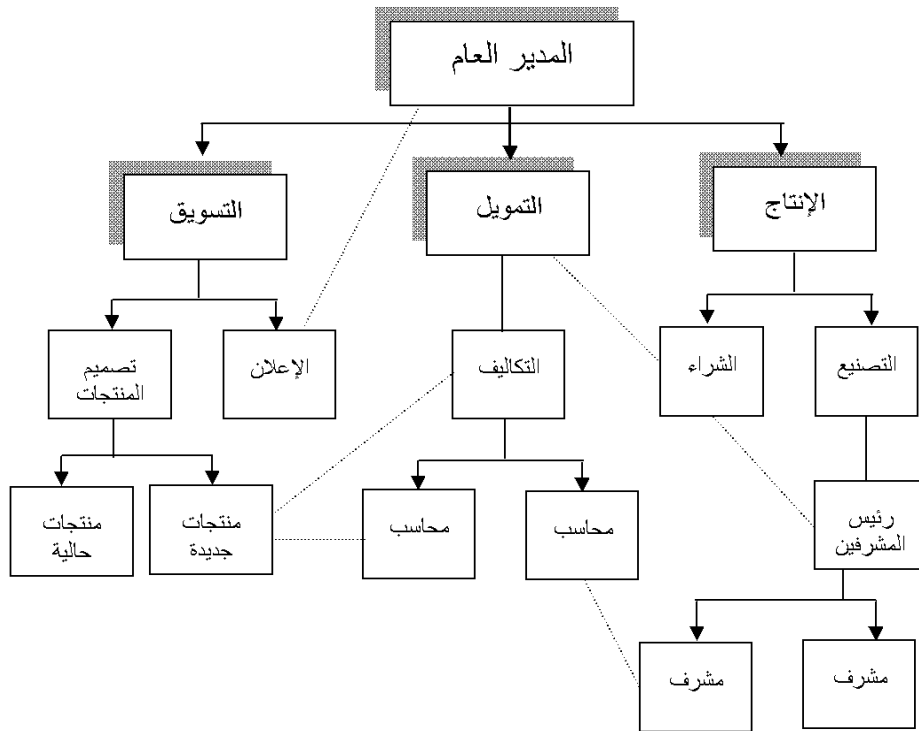 المدير العام
الإنتاج
التمويل
التسويق
التصنيع
الشراء
التكاليف
الإعلان
تصميم
المنتجات
رئيس
المشرفين
محاسب
محاسب
منتجات
جديدة
منتجات
حالية
مشرف
مشرف